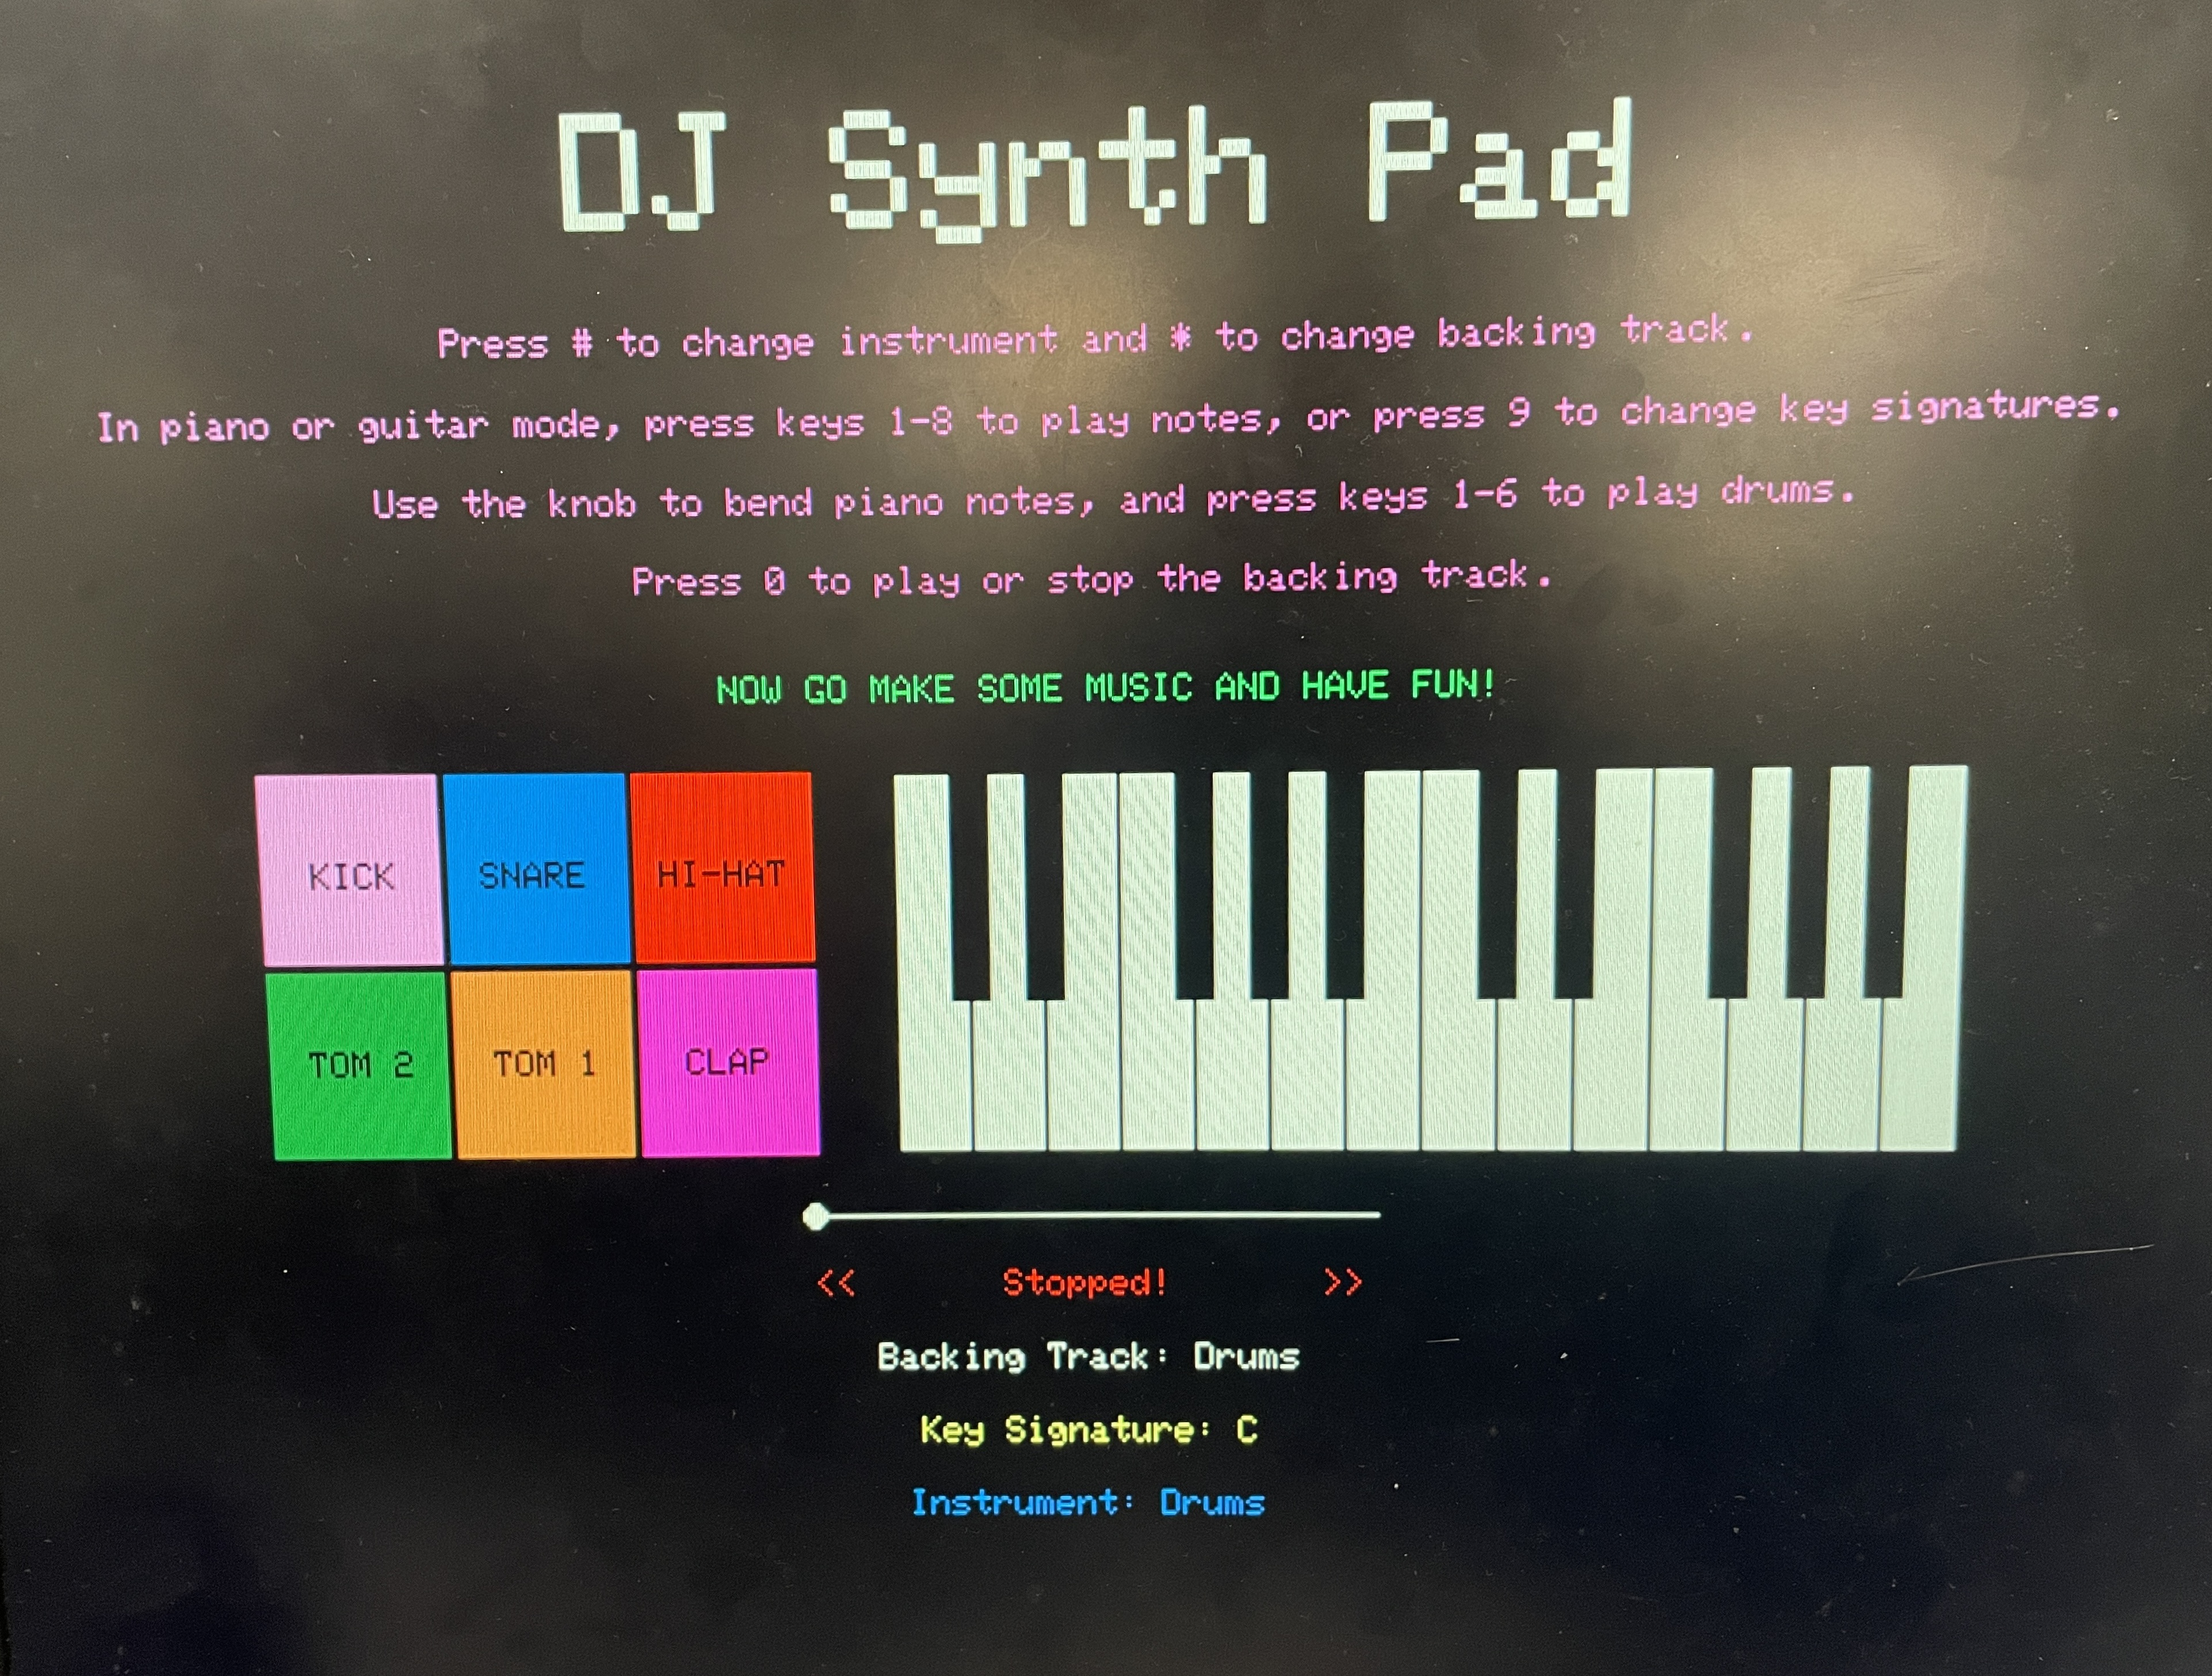 DJ Synth Pad
Press # to change instrument and * to change backing track.
In piano or guitar mode, press keys 1-8 to play notes, or press 9 to change key signatures.
Use the knob to bend piano notes, and press keys 1-6 to play drums.
Press 0 to play or stop the backing track.
NOW GO MAKE SOME MUSIC AND HAVE FUN!
KICK SNARE HI-HAT
TOM 2 TOM 1 CLAP
<< Stopped! >>
Backing Track: Drums
Key Signature: C
Instrument: Drums